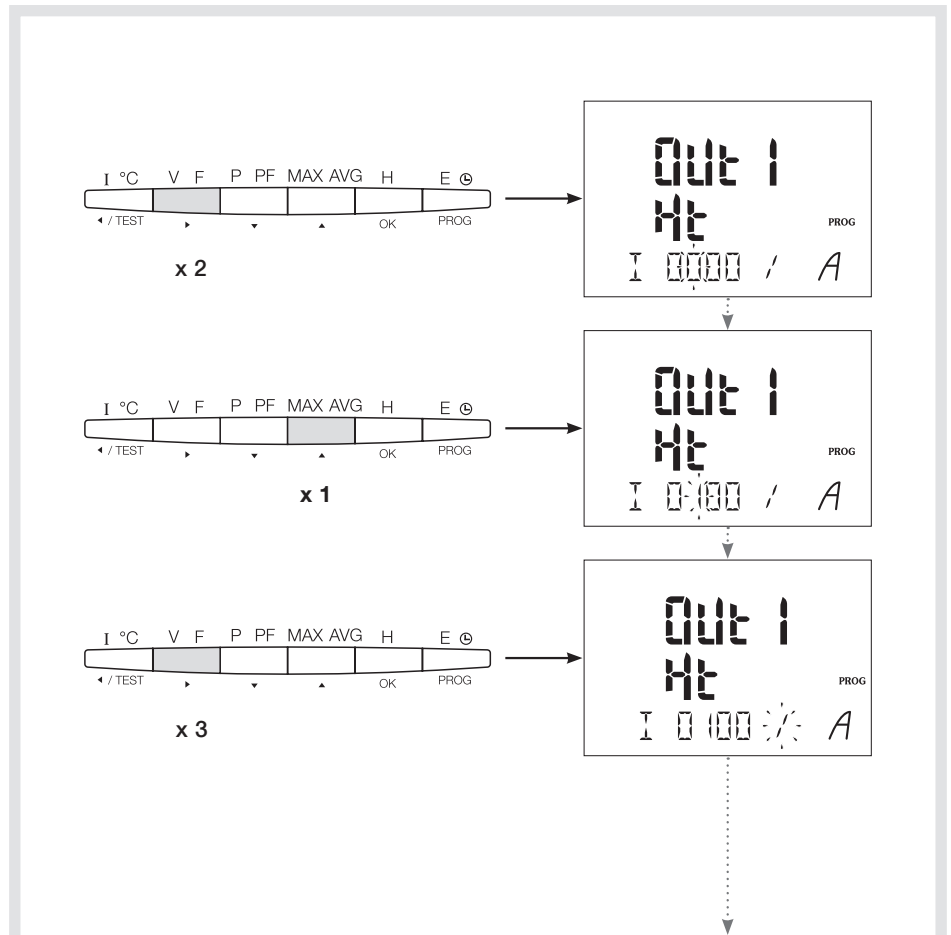 I °C V F P PF MAX AVG H E
/ TEST OK PROG
x 2
OUt 1
Ht
PROG
I 0000 / A
I °C V F P PF MAX AVG H E
/ TEST OK PROG
x 1
OUt 1
Ht
PROG
I 0100 / A
I °C V F P PF MAX AVG H E
/ TEST OK PROG
x 3
OUt 1
Ht
PROG
I 0100 / A